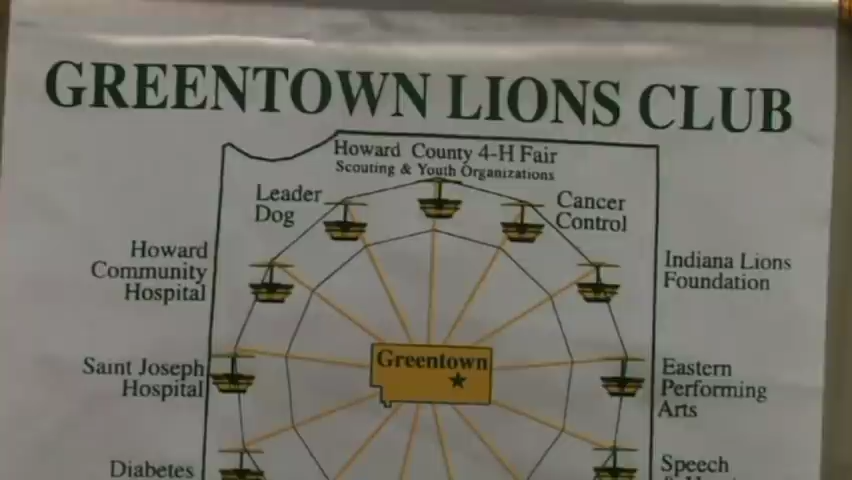 GREENTOWN LIONS CLUB
Howard County 4-H Fair
Scouting & Youth Organizations
Leader
Dog
Cancer
Control
Howard
Community
Hospital
Indiana Lions
Foundation
Greentown
Saint Joseph
Hospital
Eastern
Performing
Arts
Diabetes
Speech